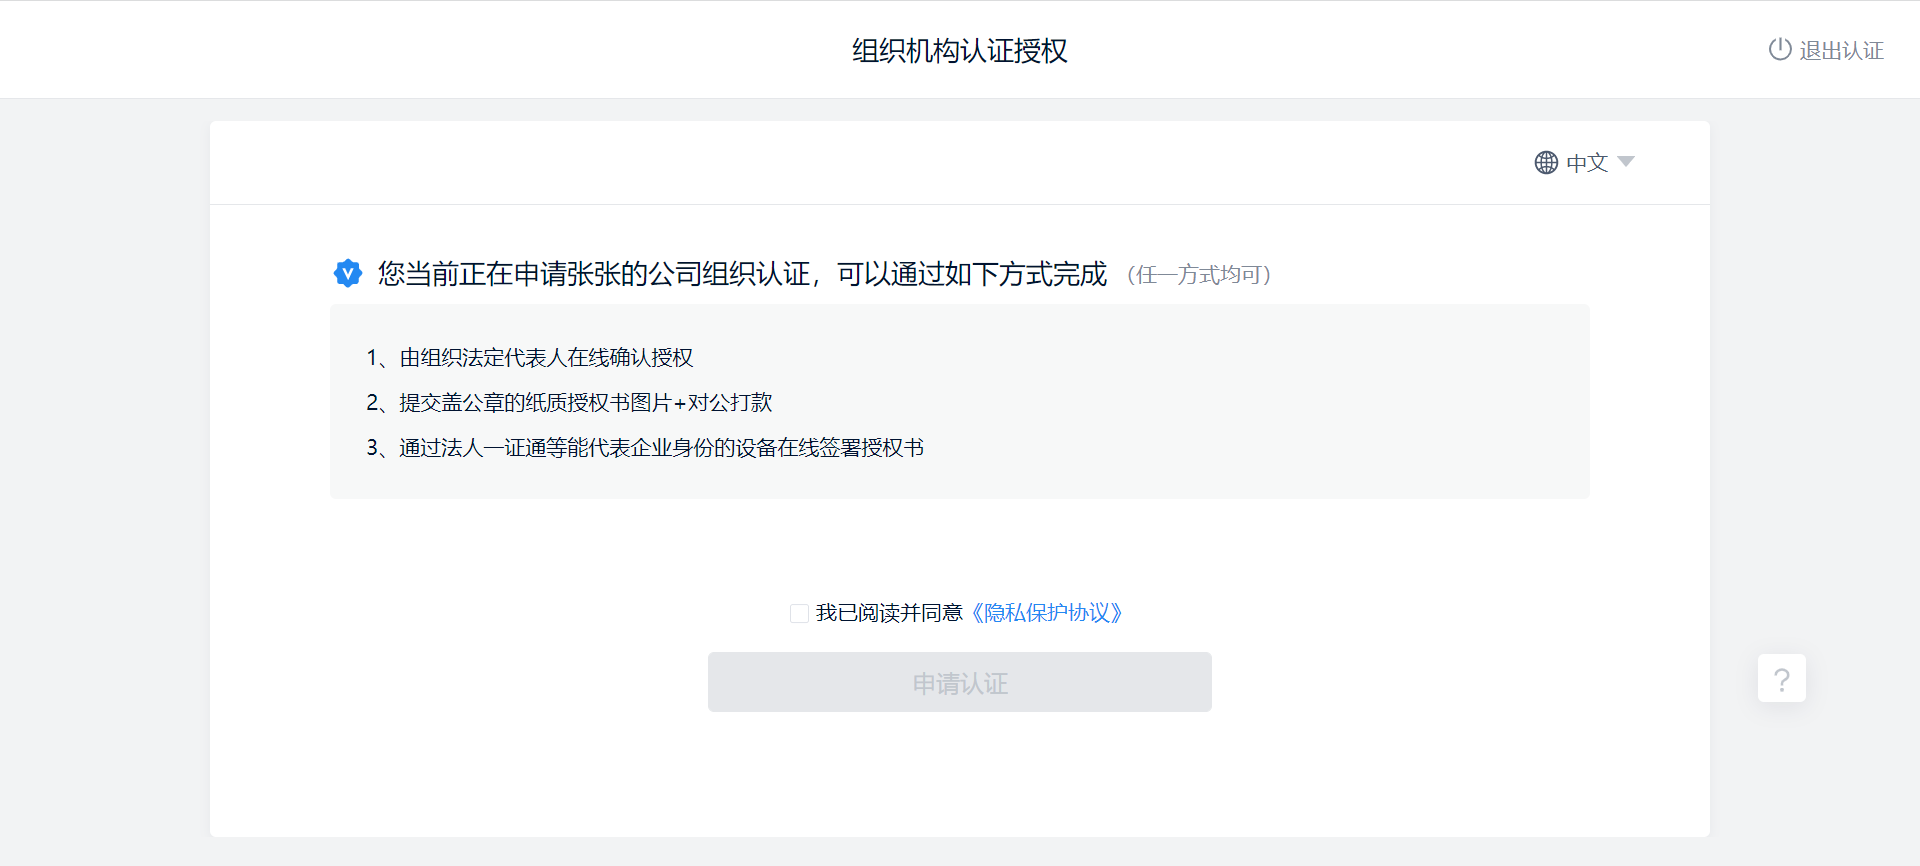 组织机构认证授权
退出认证
中文
您当前正在申请张张的公司组织认证，可以通过如下方式完成 （任一方式均可）
1、由组织法定代表人在线确认授权
2、提交盖公章的纸质授权书图片+对公打款
3、通过法人一证通等能代表企业身份的设备在线签署授权书
我已阅读并同意《隐私保护协议》
申请认证
?